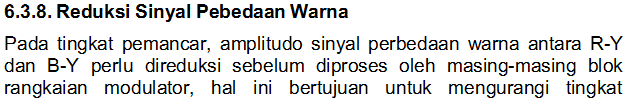 6.3.8. Reduksi Sinyal Pebedaan Warna
Pada tingkat pemancar, amplitudo sinyal perbedaan warna antara R-Y
dan B-Y perlu direduksi sebelum diproses oleh masing-masing blok
rangkaian modulator, hal ini bertujuan untuk mengurangi tingkat